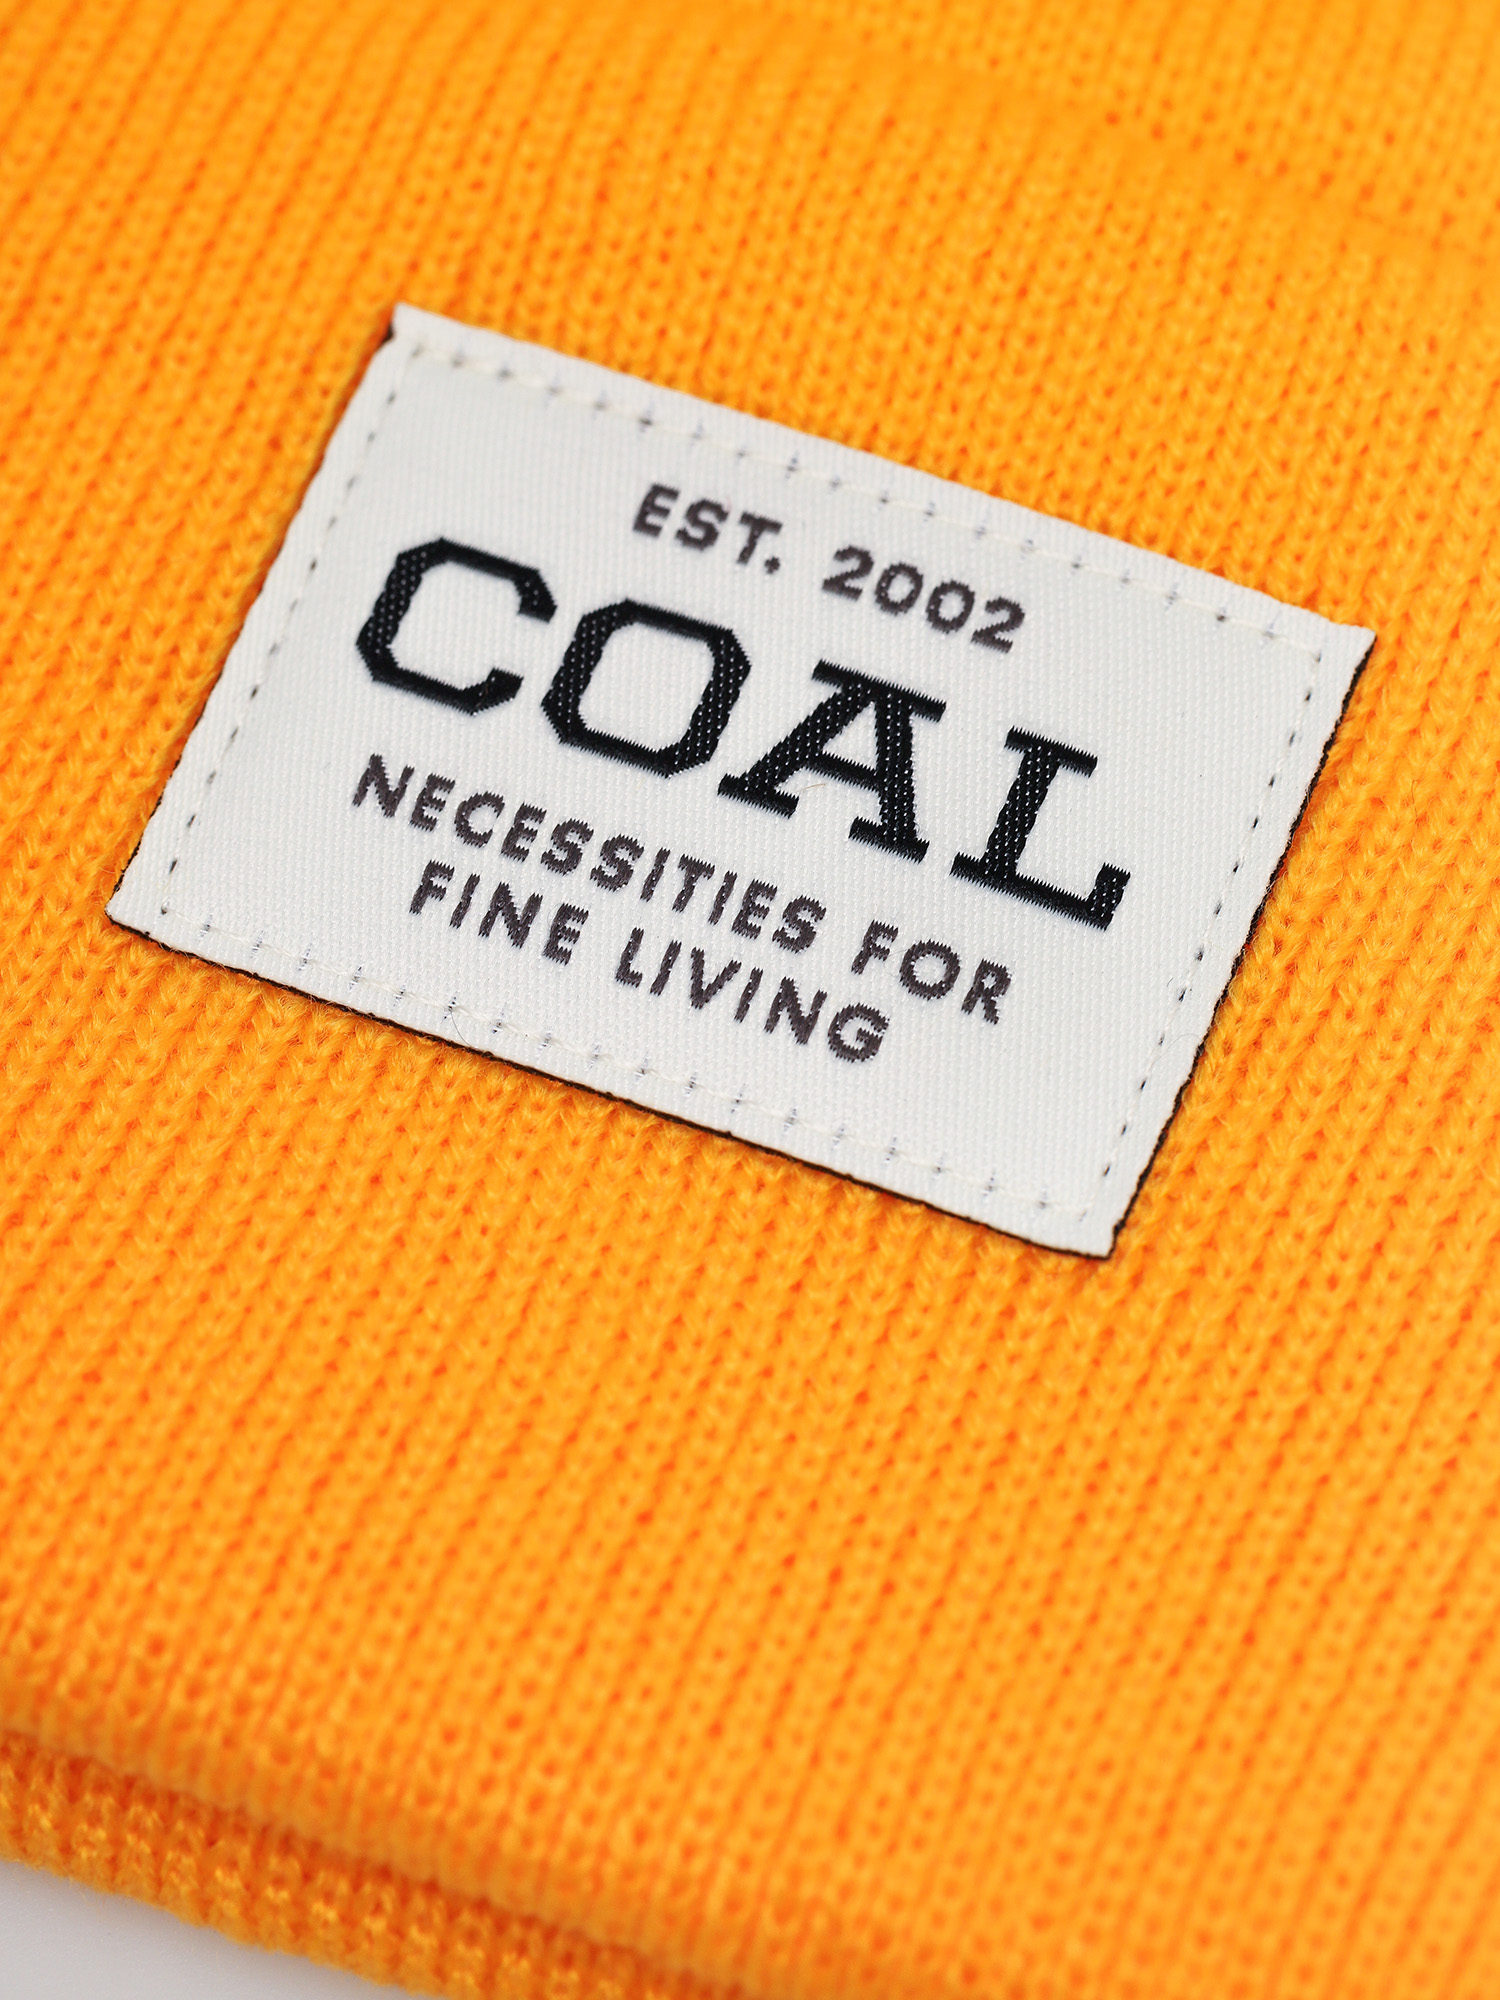 EST. 2002
COAL
NECESSITIES FOR
FINE LIVING